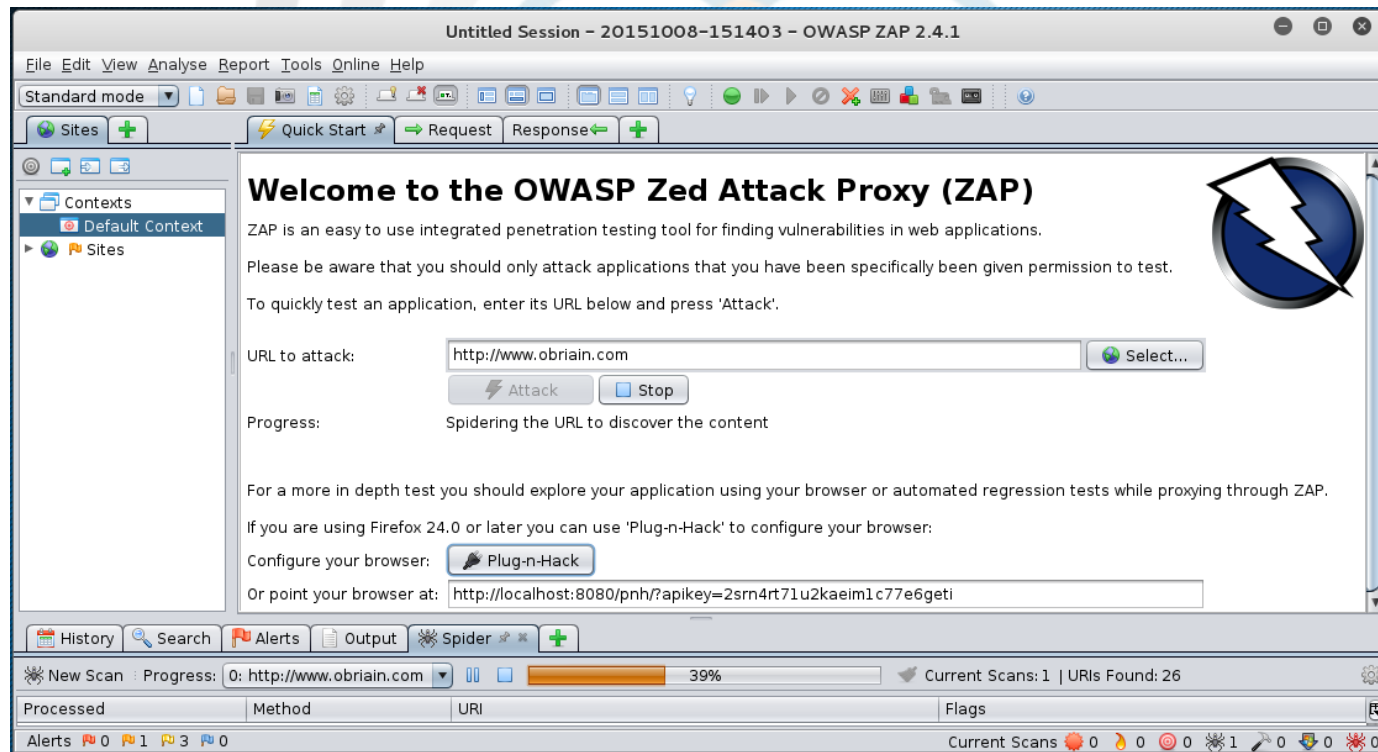 Untitled Session – 20151008-151403 – OWASP ZAP 2.4.1
File Edit View Analyse Report Tools Online Help
Standard mode
Sites
Quick Start
Request
Response
Contexts
Default Context
Sites
Welcome to the OWASP Zed Attack Proxy (ZAP)
ZAP is an easy to use integrated penetration testing tool for finding vulnerabilities in web applications.
Please be aware that you should only attack applications that you have been specifically been given permission to test.
To quickly test an application, enter its URL below and press 'Attack'.
URL to attack: http://www.obriain.com Select...
Attack Stop
Progress: Spidering the URL to discover the content
For a more in depth test you should explore your application using your browser or automated regression tests while proxying through ZAP.
If you are using Firefox 24.0 or later you can use 'Plug-n-Hack' to configure your browser:
Configure your browser: Plug-n-Hack
Or point your browser at: http://localhost:8080/pnh/?apikey=2srn4rt71u2kaeim1c77e6geti
History Search Alerts Output Spider
New Scan Progress: 0: http://www.obriain.com 39% Current Scans: 1 | URIs Found: 26
Processed Method URI Flags
Alerts 0 1 3 0 Current Scans 0 0 0 1 0 0 0